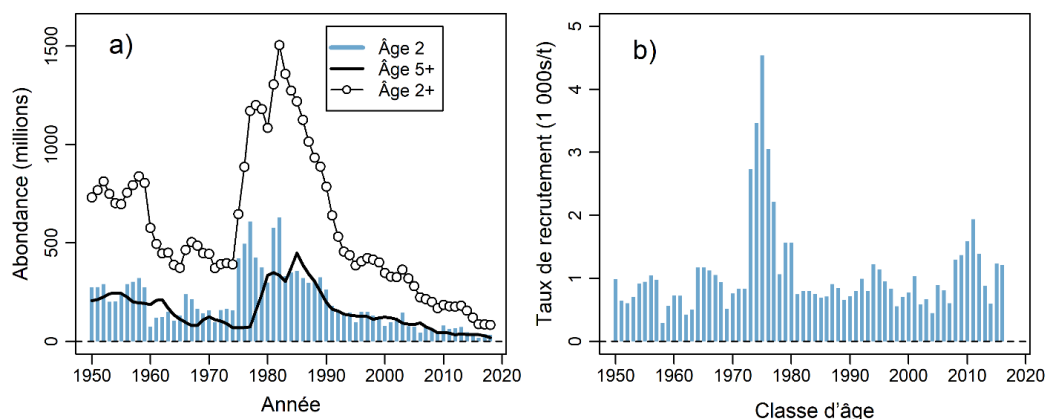 a)
Âge 2
Âge 5+
Âge 2+
Abondance (millions)
1500
1000
500
0
1950 1960 1970 1980 1990 2000 2010 2020
Année
b)
Taux de recrutement (1 000s/t)
5
4
3
2
1
0
1950 1960 1970 1980 1990 2000 2010 2020
Classe d'âge